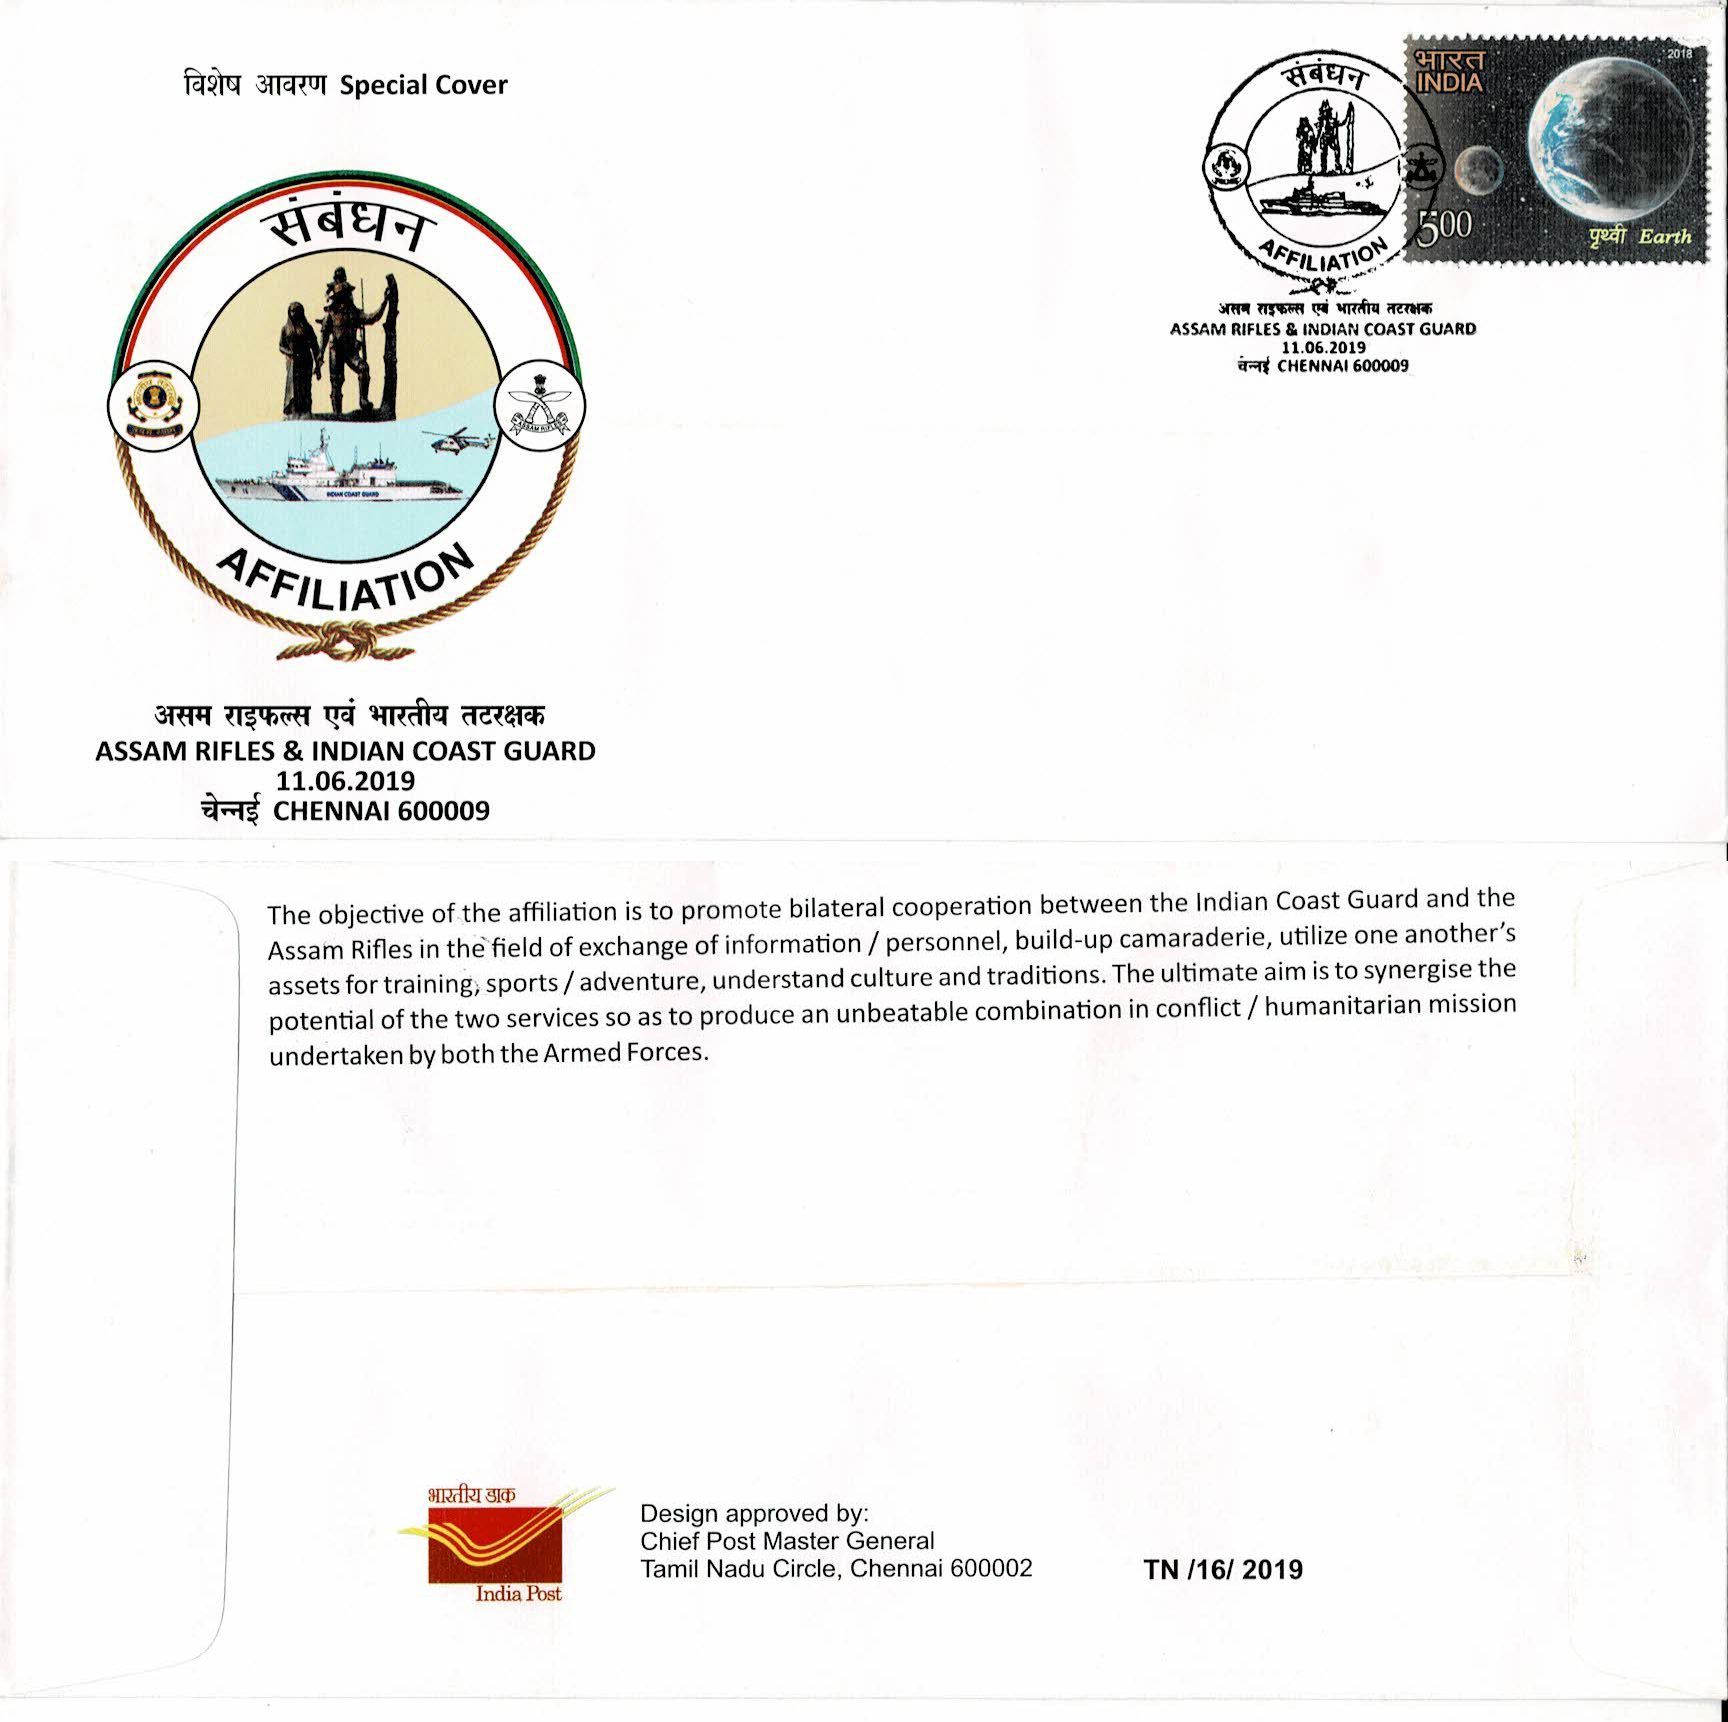 विशेष आवरण Special Cover
संबंधन
INDIAN COAST GUARD
ASSAM RIFLES
AFFILIATION
असम राइफल्स एवं भारतीय तटरक्षक
ASSAM RIFLES & INDIAN COAST GUARD
11.06.2019
चेन्नई CHENNAI 600009
संबंधन
AFFILIATION
असम राइफल्स एवं भारतीय तटरक्षक
ASSAM RIFLES & INDIAN COAST GUARD
11.06.2019
चेन्नई CHENNAI 600009
भारत
INDIA
2018
500
पृथ्वी Earth
The objective of the affiliation is to promote bilateral cooperation between the Indian Coast Guard and the
Assam Rifles in the field of exchange of information / personnel, build-up camaraderie, utilize one another's
assets for training, sports / adventure, understand culture and traditions. The ultimate aim is to synergise the
potential of the two services so as to produce an unbeatable combination in conflict / humanitarian mission
undertaken by both the Armed Forces.
भारतीय डाक
India Post
Design approved by:
Chief Post Master General
Tamil Nadu Circle, Chennai 600002
TN /16/ 2019